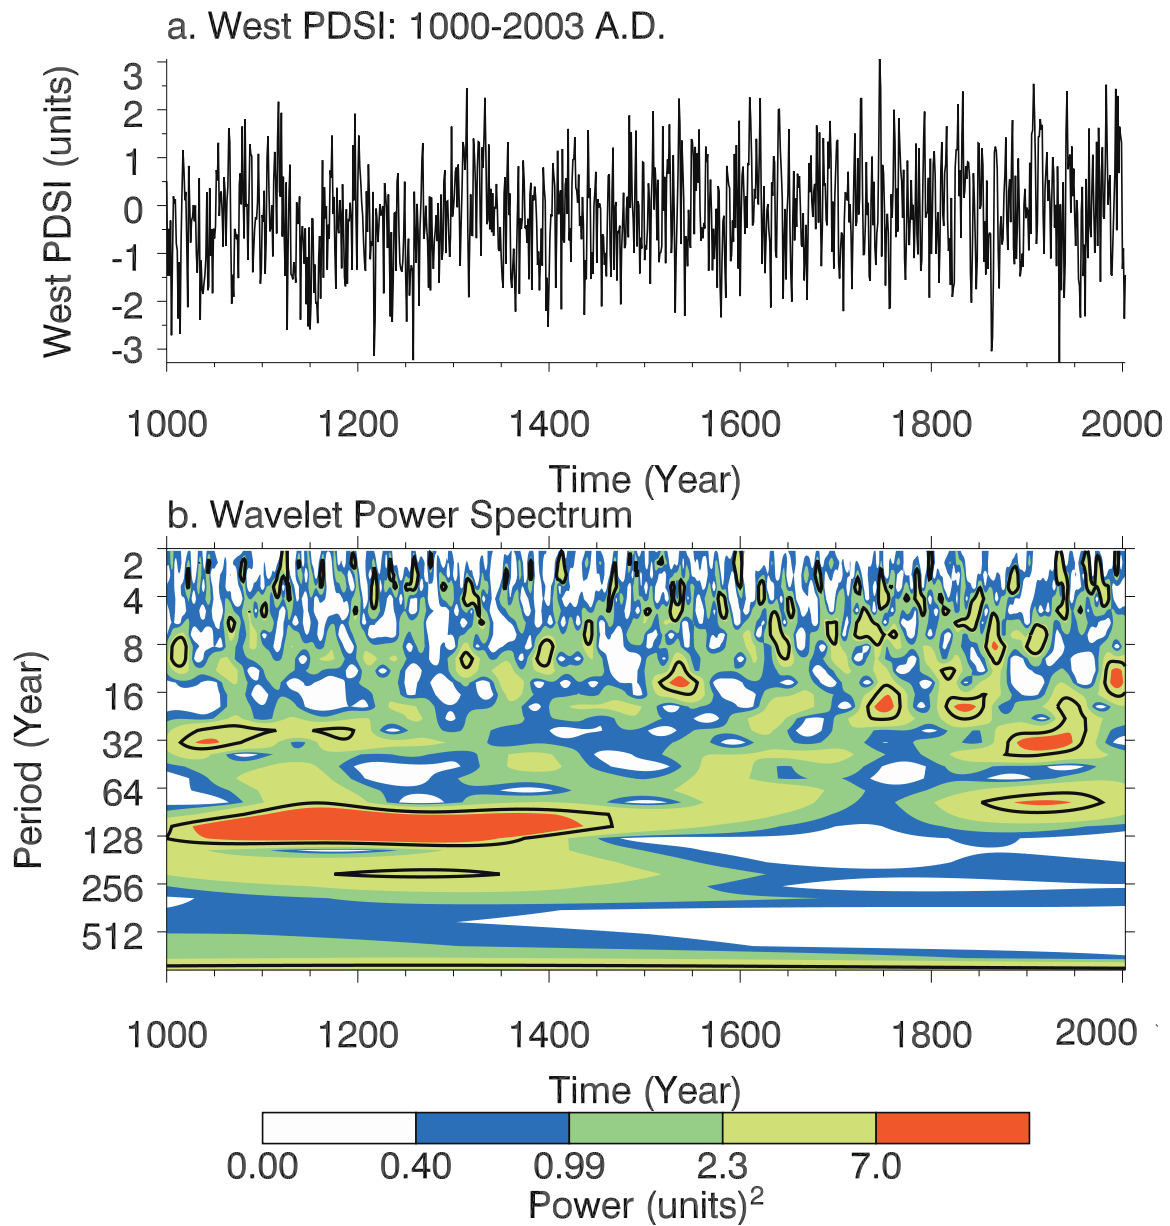 a. West PDSI: 1000-2003 A.D.
West PDSI (units)
3
2
1
0
-1
-2
-3
1000 1200 1400 1600 1800 2000
Time (Year)
b. Wavelet Power Spectrum
Period (Year)
2
4
8
16
32
64
128
256
512
1000 1200 1400 1600 1800 2000
Time (Year)
0.00 0.40 0.99 2.3 7.0
Power (units)2